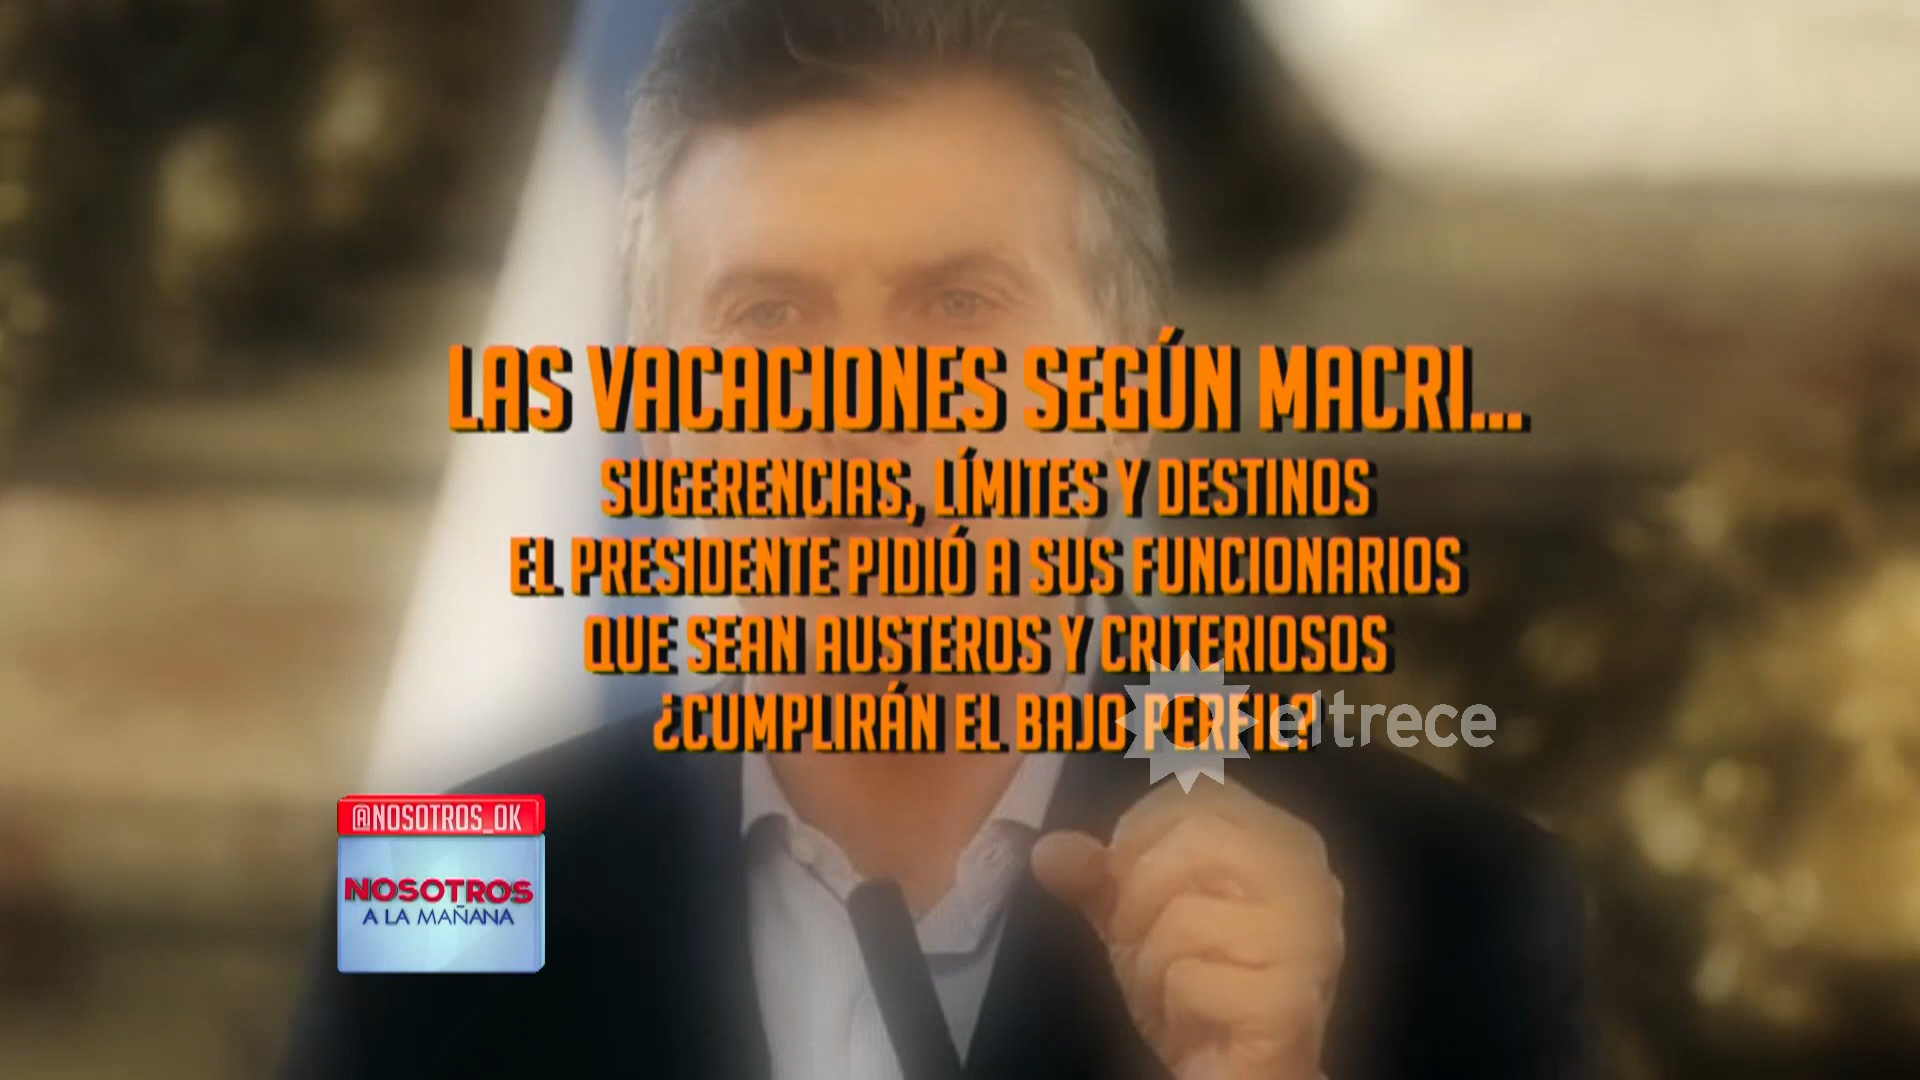 LAS VACACIONES SEGÚN MACRI...
SUGERENCIAS, LÍMITES Y DESTINOS
EL PRESIDENTE PIDIÓ A SUS FUNCIONARIOS
QUE SEAN AUSTEROS Y CRITERIOSOS
¿CUMPLIRÁN EL BAJO PERFIL?
eltrece
@NOSOTROS_OK
NOSOTROS
A LA MAÑANA